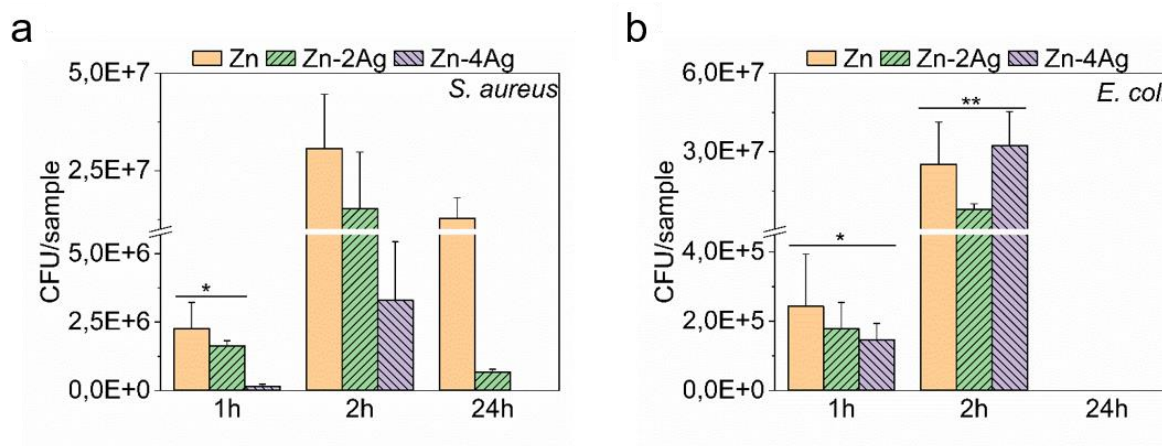 a
Zn Zn-2Ag Zn-4Ag
S. aureus
CFU/sample
5,0E+7
2,5E+7
5,0E+6
2,5E+6
0,0E+0
*
1h 2h 24h
b
Zn Zn-2Ag Zn-4Ag
E. col
CFU/sample
6,0E+7
3,0E+7
4,0E+5
2,0E+5
0,0E+0
*
**
1h 2h 24h